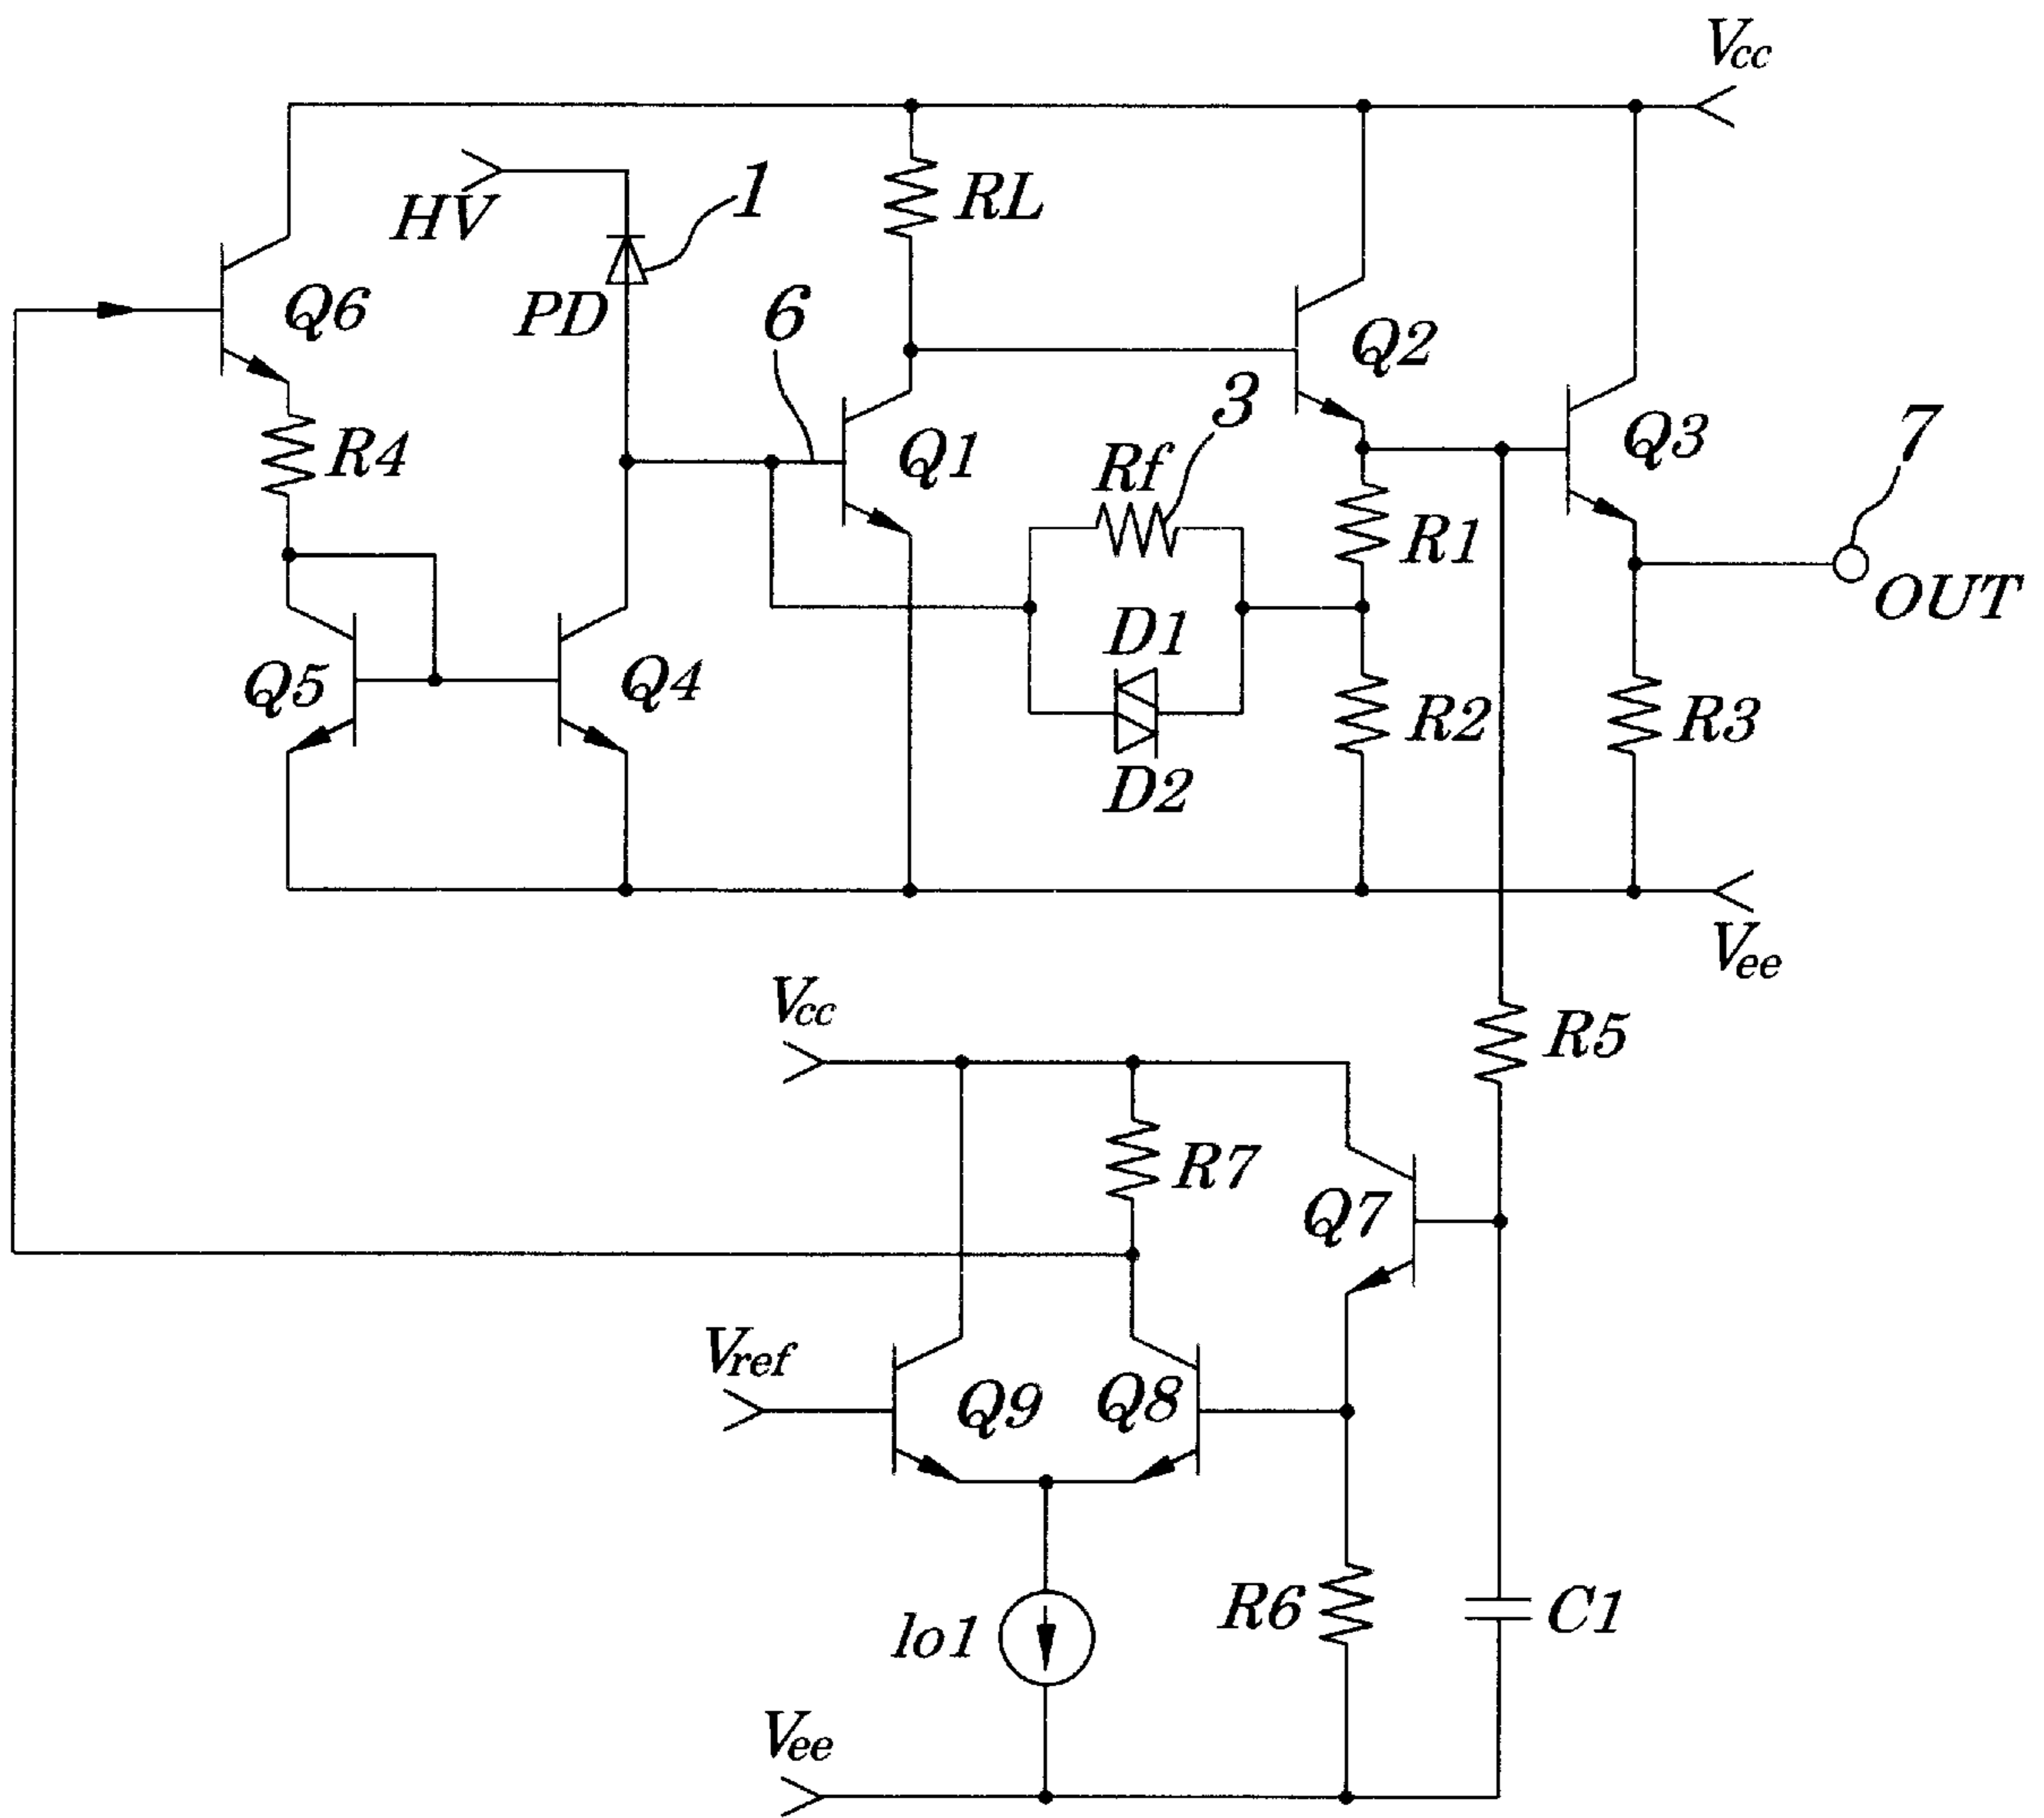 Vcc
HV
1
RL
PD
Q6
6
Q2
3
Q3
7
R4
Q1
Rf
R1
OUT
D1
Q5
Q4
R2
R3
D2
Vee
Vcc
R5
R7
Q7
Vref
Q9
Q8
R6
C1
Io1
Vee